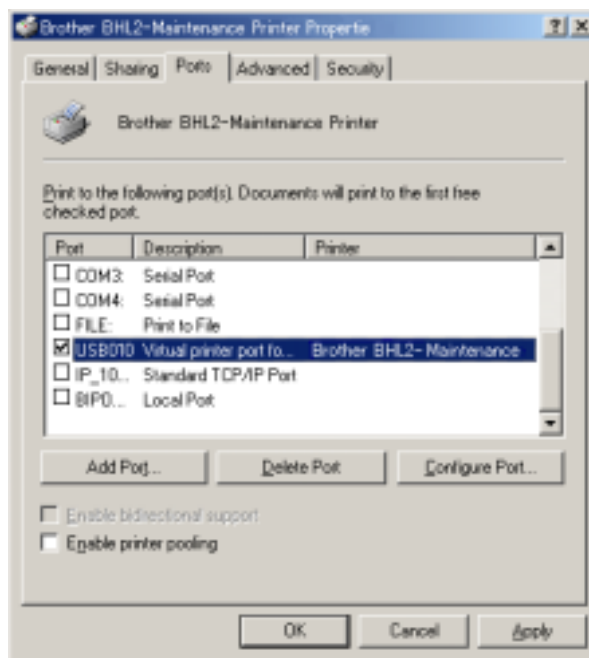 Brother BHL2-Maintenance Printer Propertie
General Sharing Ports Advanced Security
Brother BHL2-Maintenance Printer
Print to the following port(s). Documents will print to the first free
checked port.
Port Description Printer
COM3: Serial Port
COM4: Serial Port
FILE: Print to File
USB010 Virtual printer port fo... Brother BHL2- Maintenance
IP_10... Standard TCP/IP Port
BIP0... Local Port
Add Port... Delete Port Configure Port...
Enable bidirectional support
Enable printer pooling
OK Cancel Apply